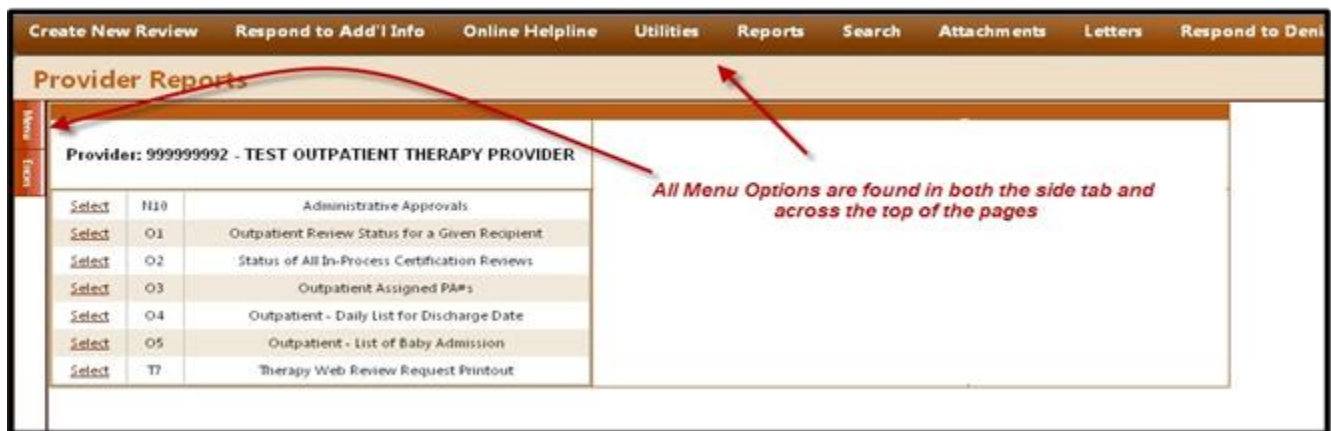 Create New Review Respond to Add'l Info Online Helpline Utilities Reports Search Attachments Letters Respond to Deni
Provider Reports
Menu
Provider: 999999992 - TEST OUTPATIENT THERAPY PROVIDER
All Menu Options are found in both the side tab and
across the top of the pages
Select N10 Administrative Approvals
Select O1 Outpatient Review Status for a Given Recipient
Select O2 Status of All In-Process Certification Reviews
Select O3 Outpatient Assigned PA#s
Select O4 Outpatient - Daily List for Discharge Date
Select O5 Outpatient - List of Baby Admission
Select T7 Therapy Web Review Request Printout